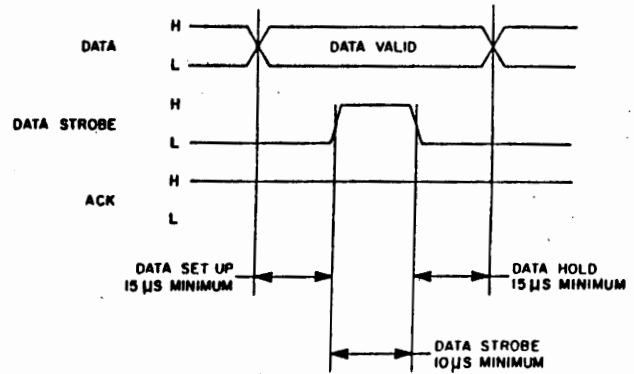 H
DATA
DATA VALID
L
H
DATA STROBE
L
H
ACK
L
DATA SET UP
15 µS MINIMUM
DATA HOLD
15 µS MINIMUM
DATA STROBE
10 µS MINIMUM